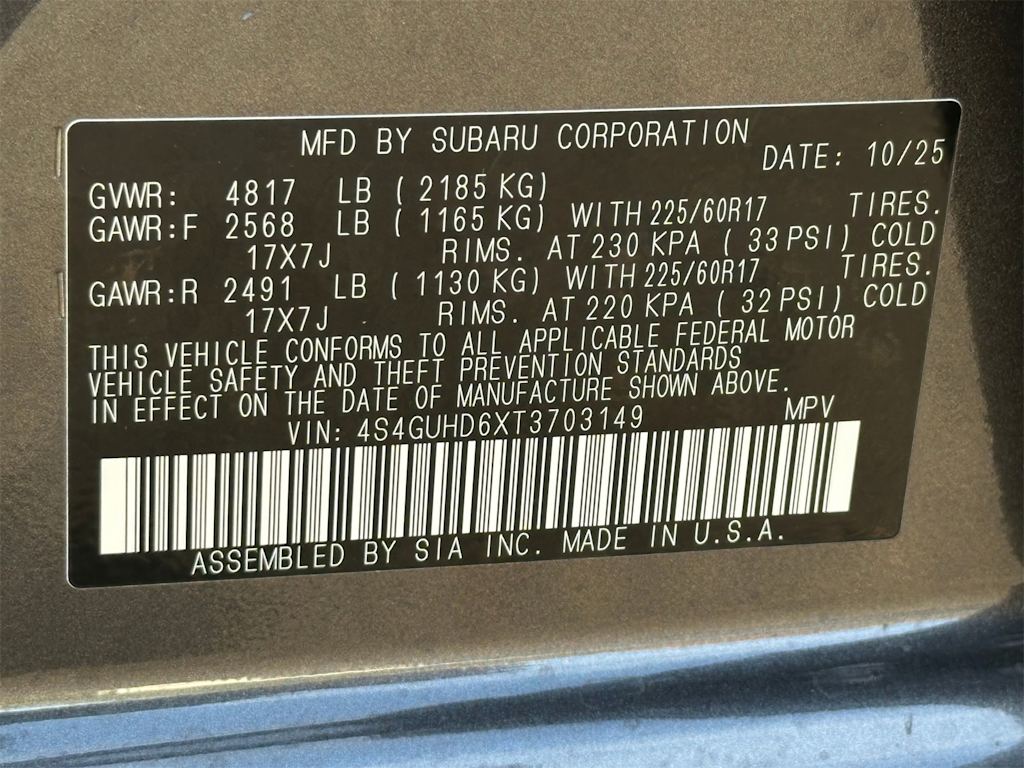 MFD BY SUBARU CORPORATION
DATE: 10/25
GVWR: 4817 LB ( 2185 KG)
GAWR:F 2568 LB ( 1165 KG) WITH 225/60R17 TIRES.
17X7J RIMS. AT 230 KPA ( 33 PSI) COLD
GAWR:R 2491 LB ( 1130 KG) WITH 225/60R17 TIRES.
17X7J RIMS. AT 220 KPA ( 32 PSI) COLD
THIS VEHICLE CONFORMS TO ALL APPLICABLE FEDERAL MOTOR
VEHICLE SAFETY AND THEFT PREVENTION STANDARDS
IN EFFECT ON THE DATE OF MANUFACTURE SHOWN ABOVE.
VIN: 4S4GUHD6XT3703149 MPV
ASSEMBLED BY SIA INC. MADE IN U.S.A.